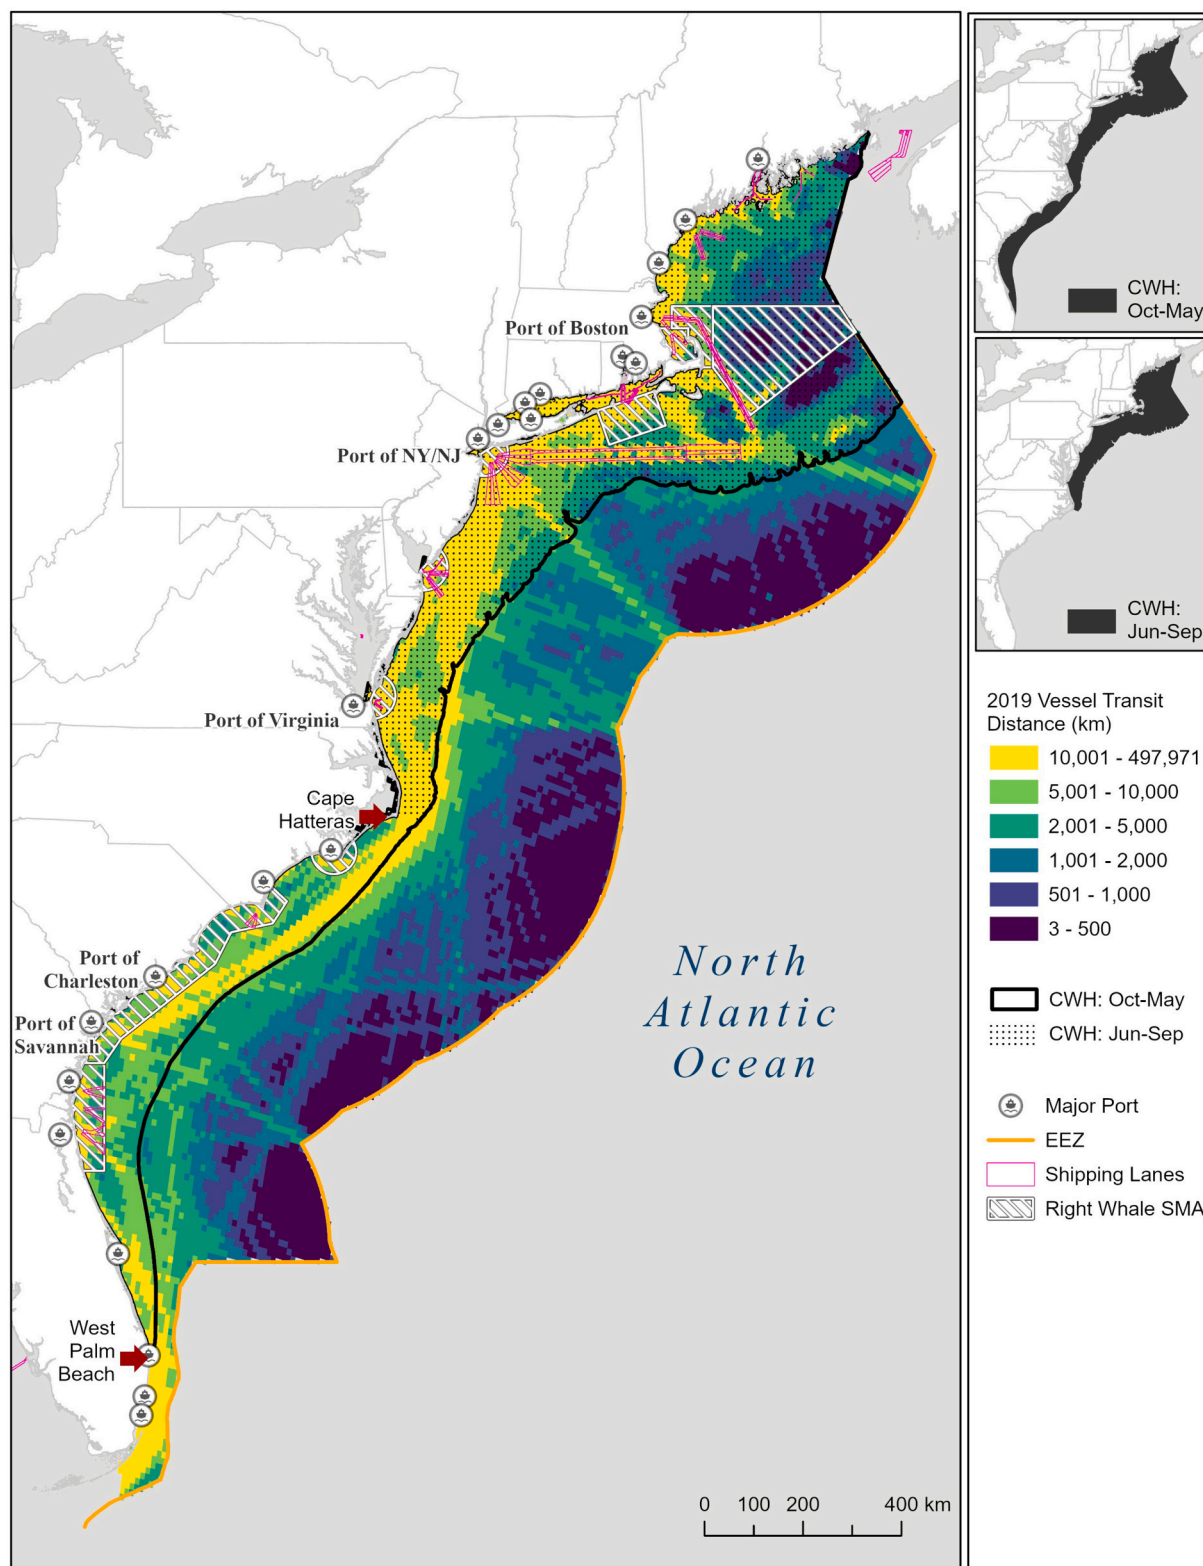 Port of Boston
Port of NY/NJ
Port of Virginia
Cape
Hatteras
Port of
Charleston
Port of
Savannah
West
Palm
Beach
North
Atlantic
Ocean
0 100 200 400 km
CWH:
Oct-May
CWH:
Jun-Sep
2019 Vessel Transit
Distance (km)
10,001 - 497,971
5,001 - 10,000
2,001 - 5,000
1,001 - 2,000
501 - 1,000
3 - 500
CWH: Oct-May
CWH: Jun-Sep
Major Port
EEZ
Shipping Lanes
Right Whale SMA